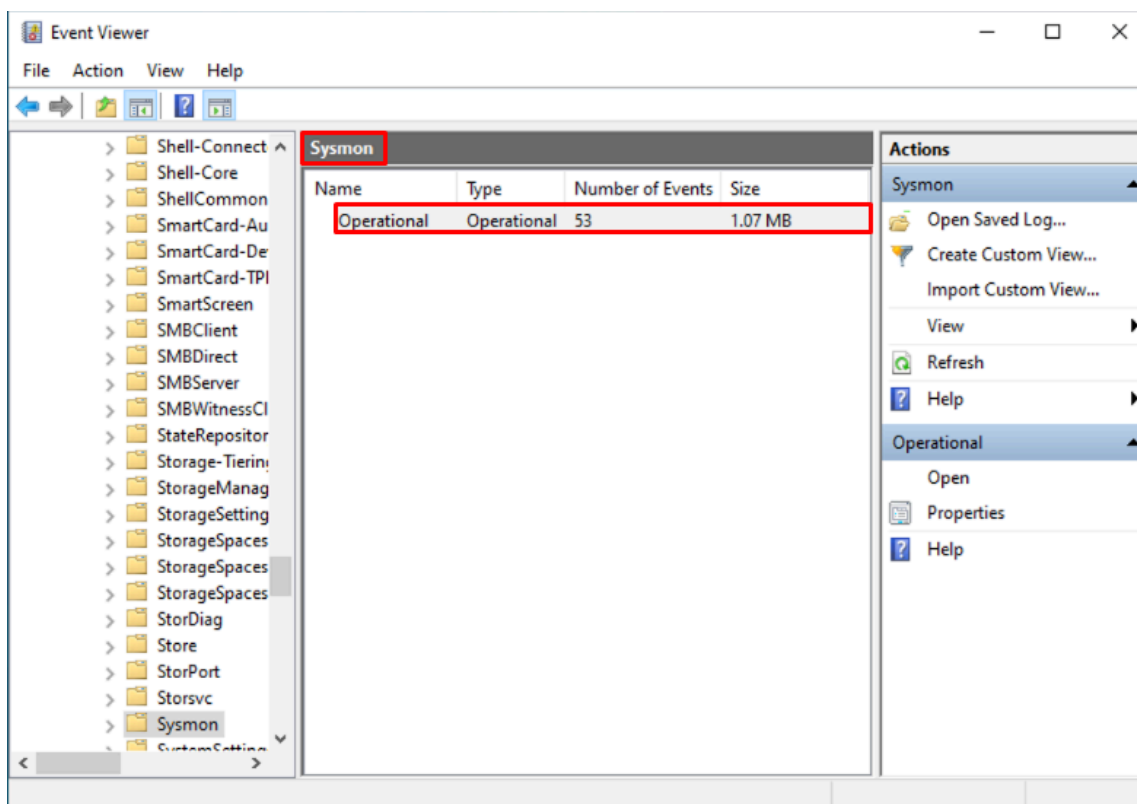 Event Viewer
File Action View Help
Shell-Connect
Shell-Core
ShellCommon
SmartCard-Au
SmartCard-De
SmartCard-TPI
SmartScreen
SMBClient
SMBDirect
SMBServer
SMBWitnessCl
StateRepositor
Storage-Tierin
StorageManag
StorageSetting
StorageSpaces
StorageSpaces
StorageSpaces
StorDiag
Store
StorPort
Storsvc
Sysmon
SystemSetting
Sysmon
Name Type Number of Events Size
Operational Operational 53 1.07 MB
Actions
Sysmon
Open Saved Log...
Create Custom View...
Import Custom View...
View
Refresh
Help
Operational
Open
Properties
Help